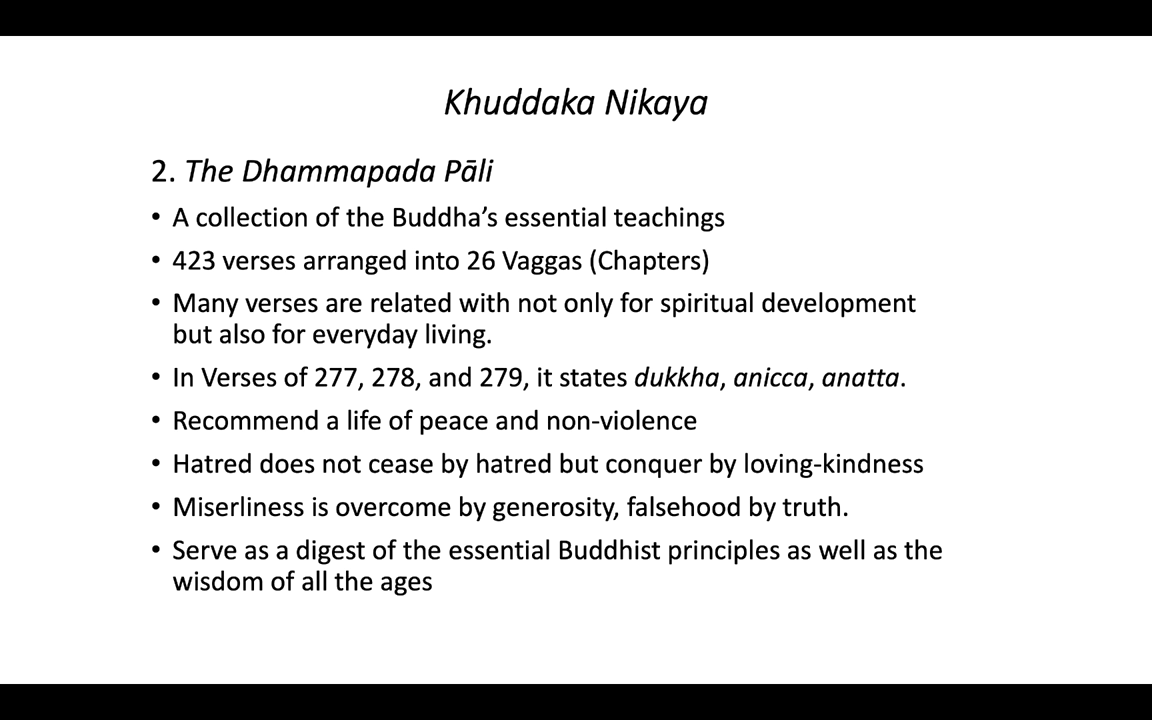 Khuddaka Nikaya
2. The Dhammapada Pāli
• A collection of the Buddha’s essential teachings
• 423 verses arranged into 26 Vaggas (Chapters)
• Many verses are related with not only for spiritual development
but also for everyday living.
• In Verses of 277, 278, and 279, it states dukkha, anicca, anatta.
• Recommend a life of peace and non-violence
• Hatred does not cease by hatred but conquer by loving-kindness
• Miserliness is overcome by generosity, falsehood by truth.
• Serve as a digest of the essential Buddhist principles as well as the
wisdom of all the ages